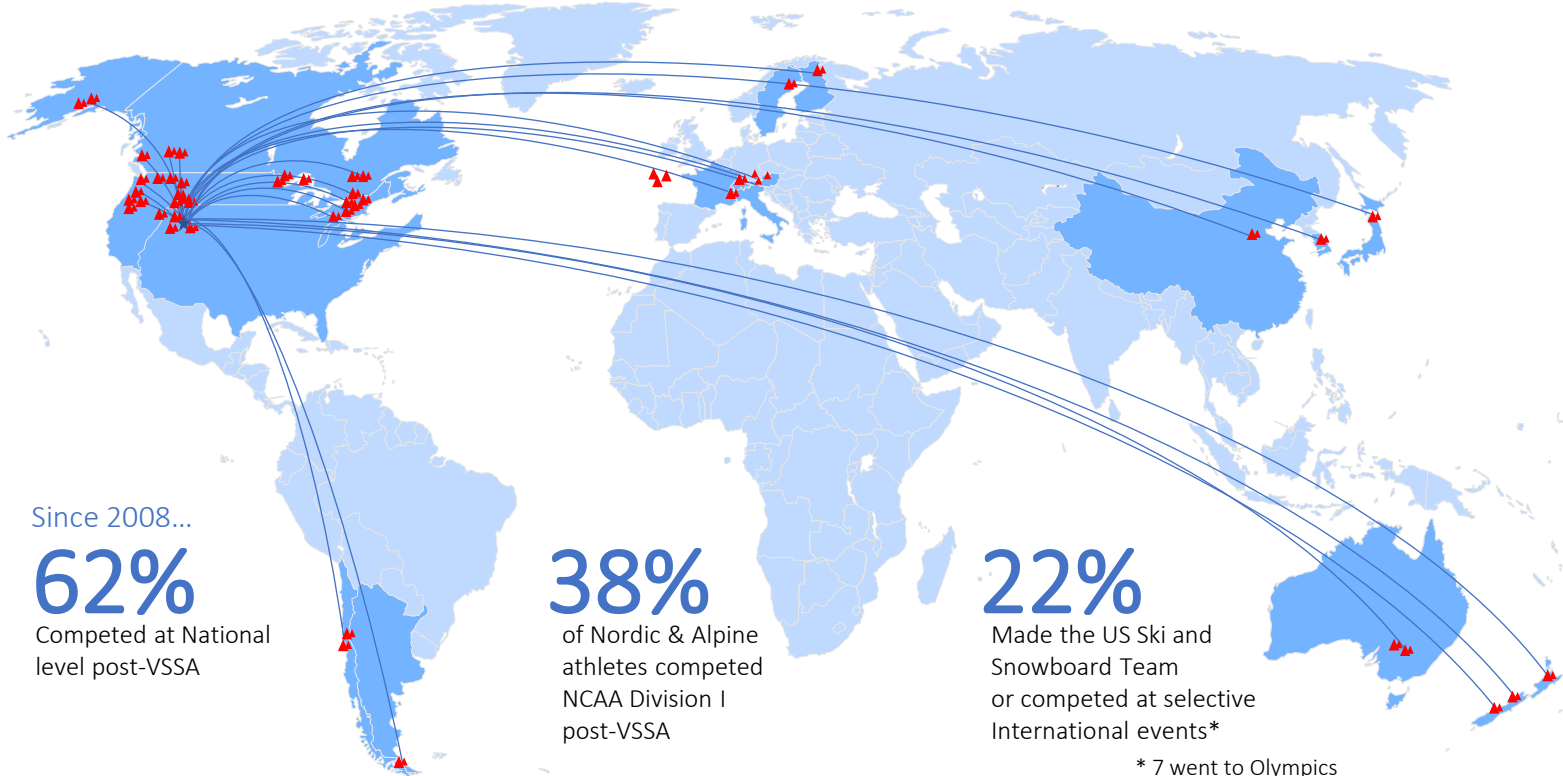 Since 2008...
62%
Competed at National
level post-VSSA
38%
of Nordic & Alpine
athletes competed
NCAA Division I
post-VSSA
22%
Made the US Ski and
Snowboard Team
or competed at selective
International events*
* 7 went to Olympics